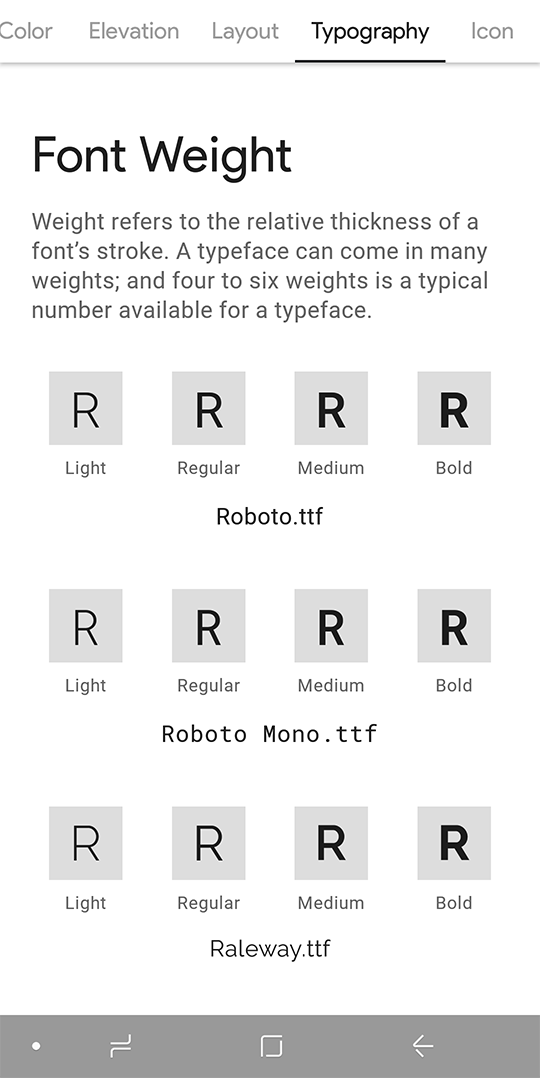 Color Elevation Layout Typography Icon
Font Weight
Weight refers to the relative thickness of a
font’s stroke. A typeface can come in many
weights; and four to six weights is a typical
number available for a typeface.
R R R R
Light Regular Medium Bold
Roboto.ttf
R R R R
Light Regular Medium Bold
Roboto Mono.ttf
R R R R
Light Regular Medium Bold
Raleway.ttf